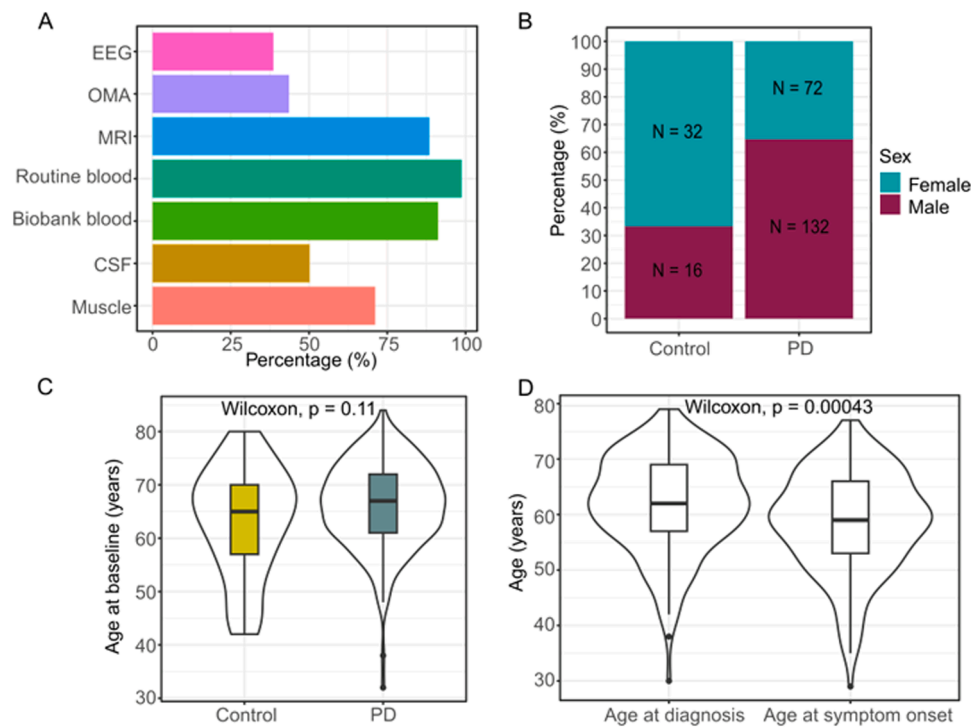 A
EEG
OMA
MRI
Routine blood
Biobank blood
CSF
Muscle
0 25 50 75 100
Percentage (%)
B
100
90
80
70
60
50
40
30
20
10
0
Percentage (%)
N = 32
N = 16
N = 72
N = 132
Control PD
Sex
Female
Male
C
Wilcoxon, p = 0.11
80
70
60
50
40
30
Age at baseline (years)
Control PD
D
Wilcoxon, p = 0.00043
80
70
60
50
40
30
Age (years)
Age at diagnosis Age at symptom onset